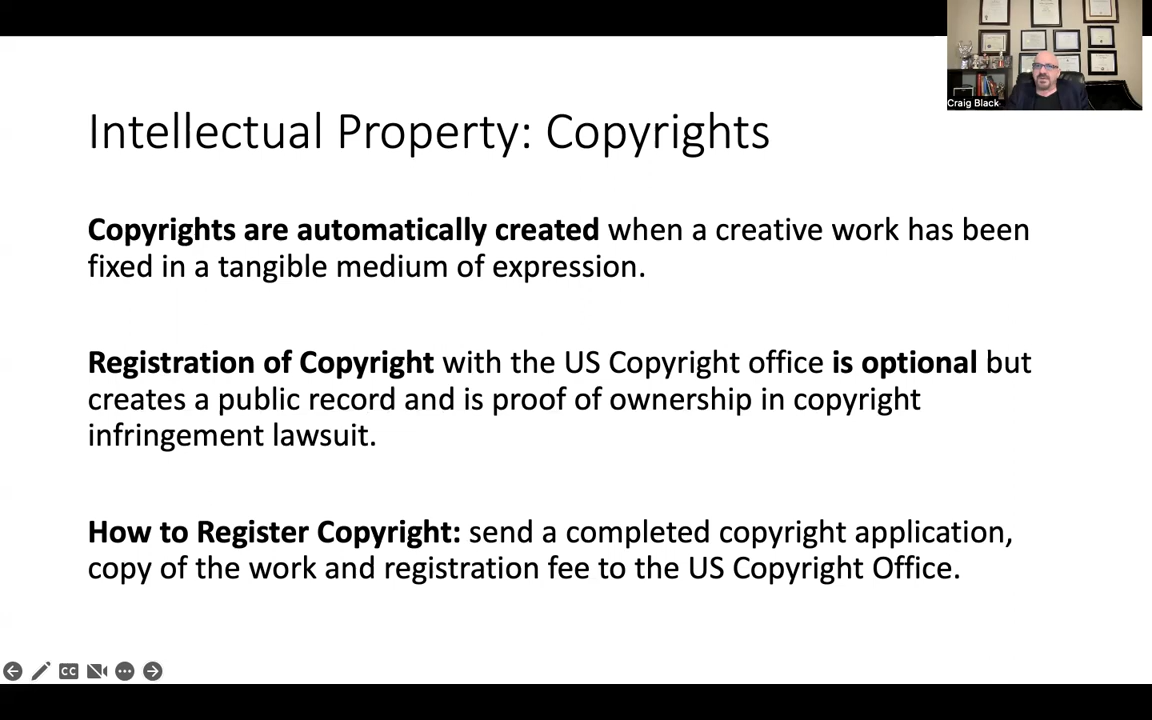 Craig Black
Intellectual Property: Copyrights
Copyrights are automatically created when a creative work has been
fixed in a tangible medium of expression.
Registration of Copyright with the US Copyright office is optional but
creates a public record and is proof of ownership in copyright
infringement lawsuit.
How to Register Copyright: send a completed copyright application,
copy of the work and registration fee to the US Copyright Office.
CC